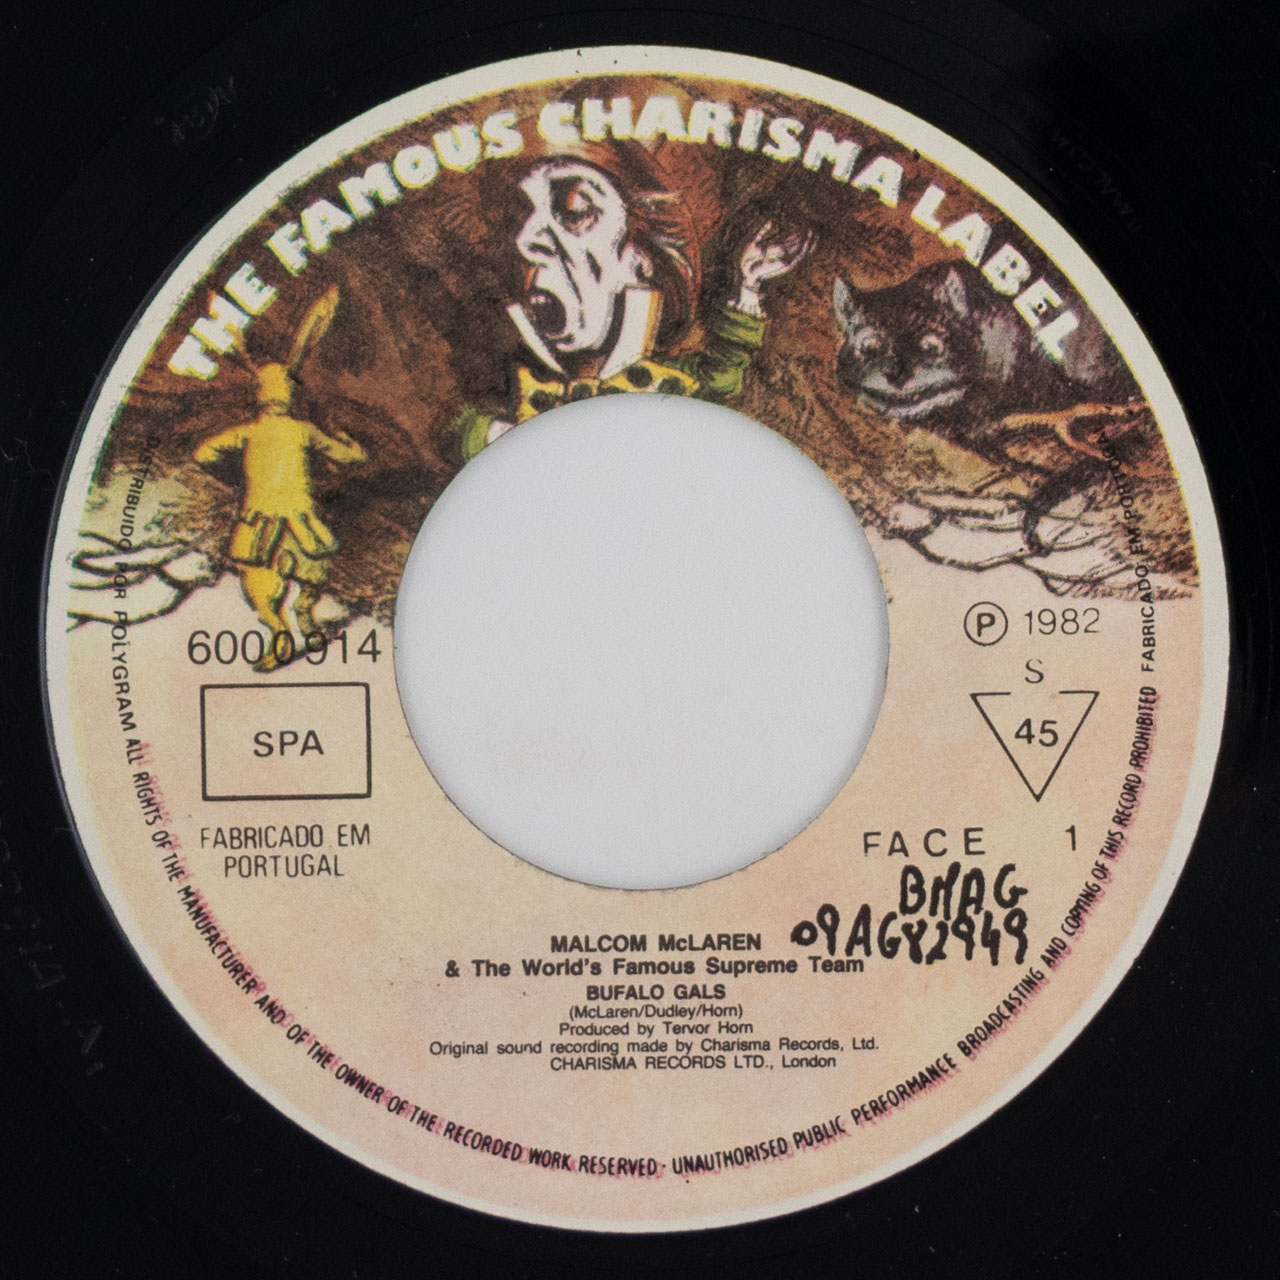 THE FAMOUS CHARISMA LABEL
6000914
SPA
FABRICADO EM
PORTUGAL
℗ 1982
S
45
FACE 1
BMAG
MALCOM McLAREN
& The World's Famous Supreme Team
BUFALO GALS
(McLaren/Dudley/Horn)
Produced by Tervor Horn
Original sound recording made by Charisma Records, Ltd.
CHARISMA RECORDS LTD., London
DISTRIBUIDO POR POLYGRAM ALL RIGHTS OF THE MANUFACTURER AND OF THE OWNER OF THE RECORDED WORK RESERVED · UNAUTHORISED PUBLIC PERFORMANCE BROADCASTING AND COPYING OF THIS RECORD PROHIBITED FABRICADO EM PORTUGAL